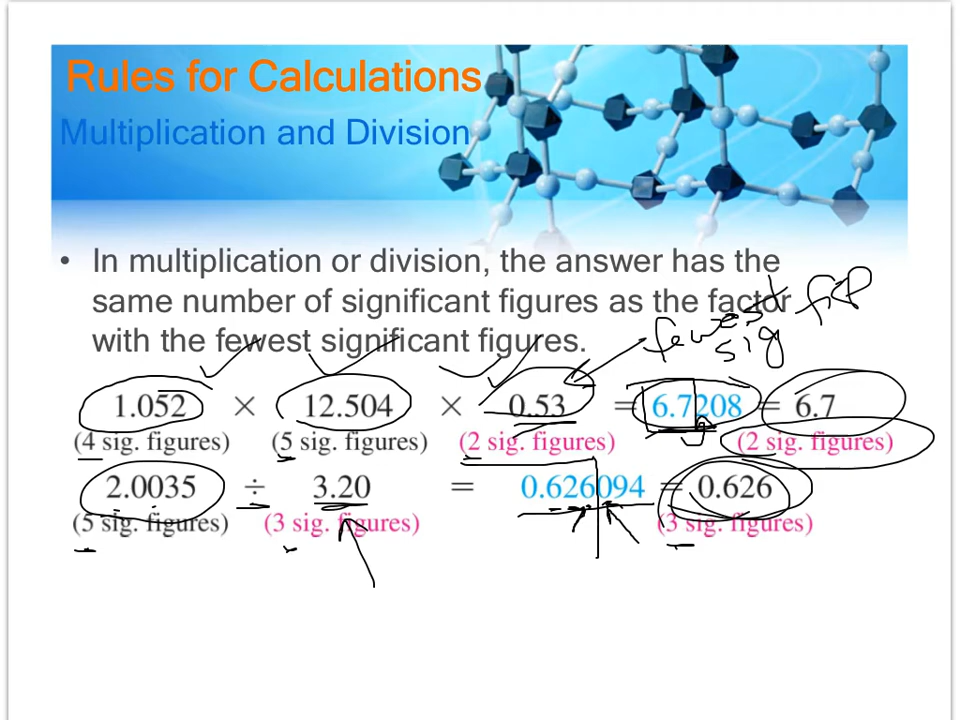 Rules for Calculations
Multiplication and Division
• In multiplication or division, the answer has the
same number of significant figures as the factor
with the fewest significant figures.
fewest sig fig
1.052 × 12.504 × 0.53 = 6.7208 = 6.7
(4 sig. figures) (5 sig. figures) (2 sig. figures) (2 sig. figures)
2.0035 ÷ 3.20 = 0.626094 = 0.626
(5 sig. figures) (3 sig. figures) (3 sig. figures)